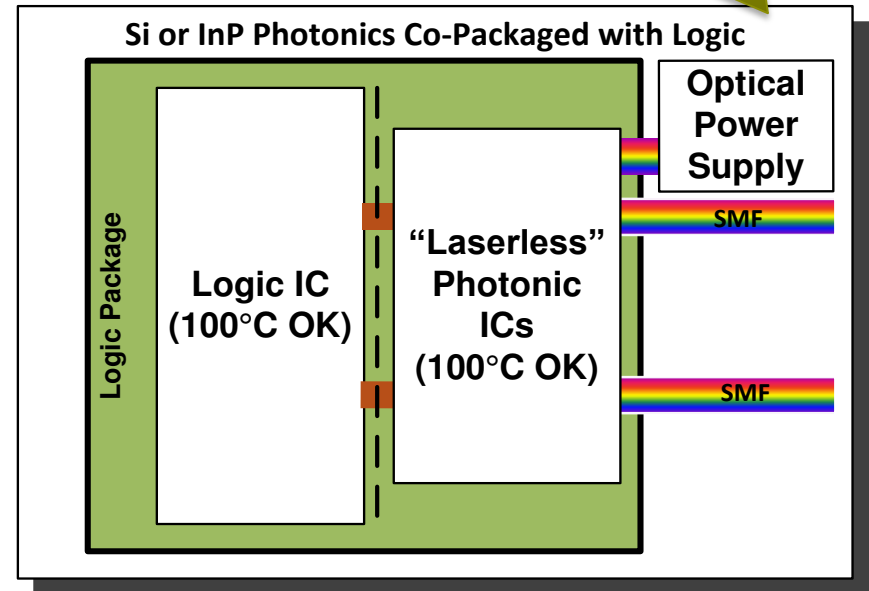 Si or InP Photonics Co-Packaged with Logic
Logic Package
Logic IC
(100°C OK)
“Laserless”
Photonic
ICs
(100°C OK)
Optical
Power
Supply
SMF
SMF